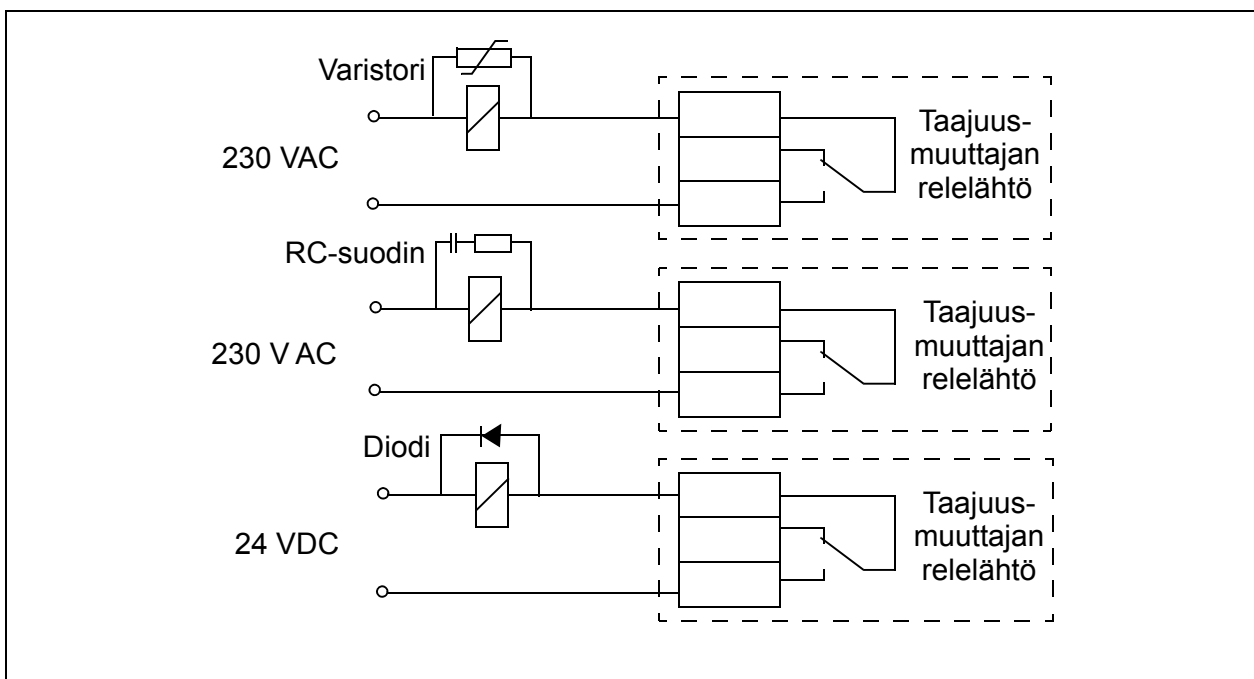 Varistori
230 VAC
Taajuus-
muuttajan
relelähtö
RC-suodin
230 V AC
Taajuus-
muuttajan
relelähtö
Diodi
24 VDC
Taajuus-
muuttajan
relelähtö